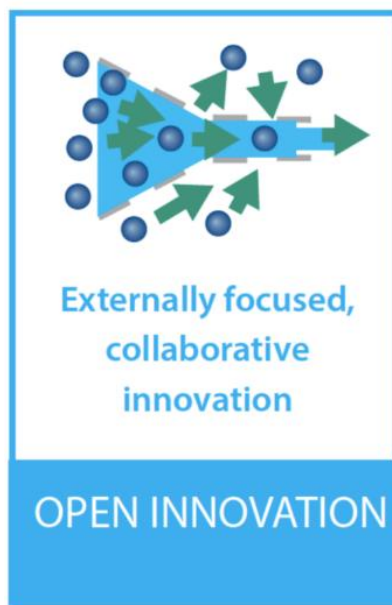 Externally focused,
collaborative
innovation
OPEN INNOVATION